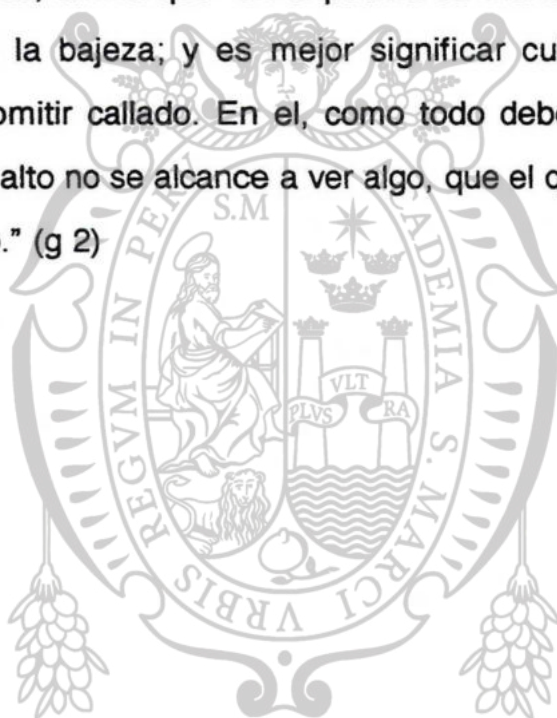 que
la bajeza; y es mejor significar cu
omitir callado. En el, como todo debe
alto no se alcance a ver algo, que el
." (g 2)
S.M
ACADEMIA S. MARCI VRBIS REGVM IN PERV
PLVS VLT RA